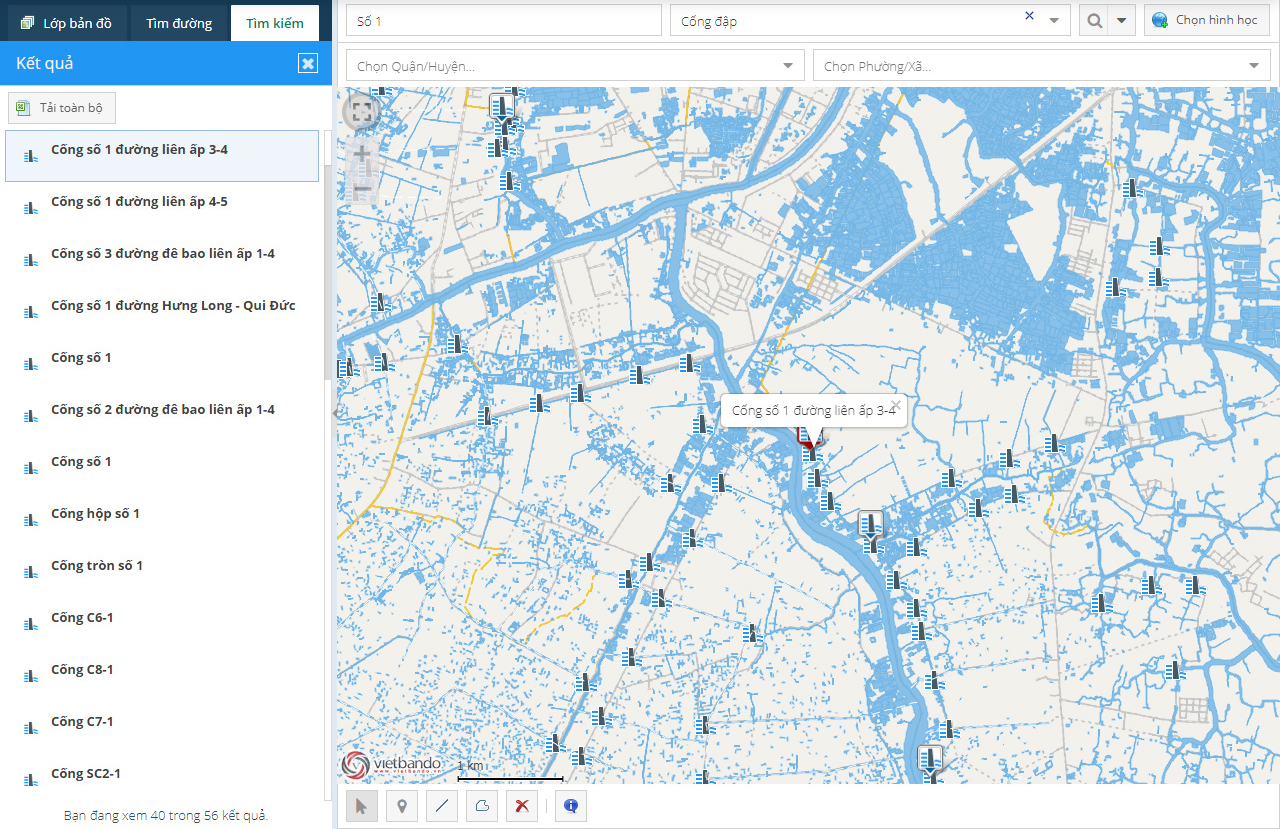 Lớp bản đồ
Tìm đường
Tìm kiếm
Số 1
Cống đập
Chọn hình học
Kết quả
Chọn Quận/Huyện...
Chọn Phường/Xã...
Tải toàn bộ
Cống số 1 đường liên ấp 3-4
Cống số 1 đường liên ấp 4-5
Cống số 3 đường đê bao liên ấp 1-4
Cống số 1 đường Hưng Long - Qui Đức
Cống số 1
Cống số 2 đường đê bao liên ấp 1-4
Cống số 1
Cống hộp số 1
Cống tròn số 1
Cống C6-1
Cống C8-1
Cống C7-1
Cống SC2-1
Bạn đang xem 40 trong 56 kết quả.
Cống số 1 đường liên ấp 3-4
vietbando
www.vietbando.vn
1 km